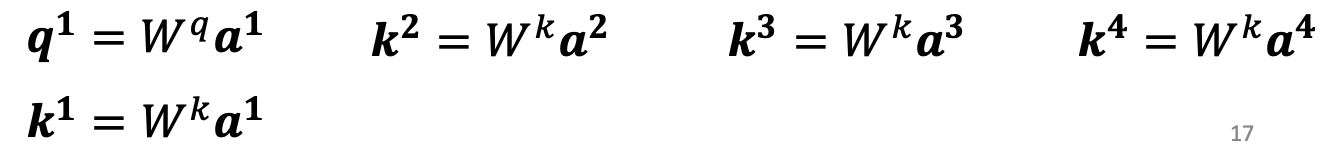 q¹ = W^q a¹ k² = W^k a² k³ = W^k a³ k⁴ = W^k a⁴
k¹ = W^k a¹
17